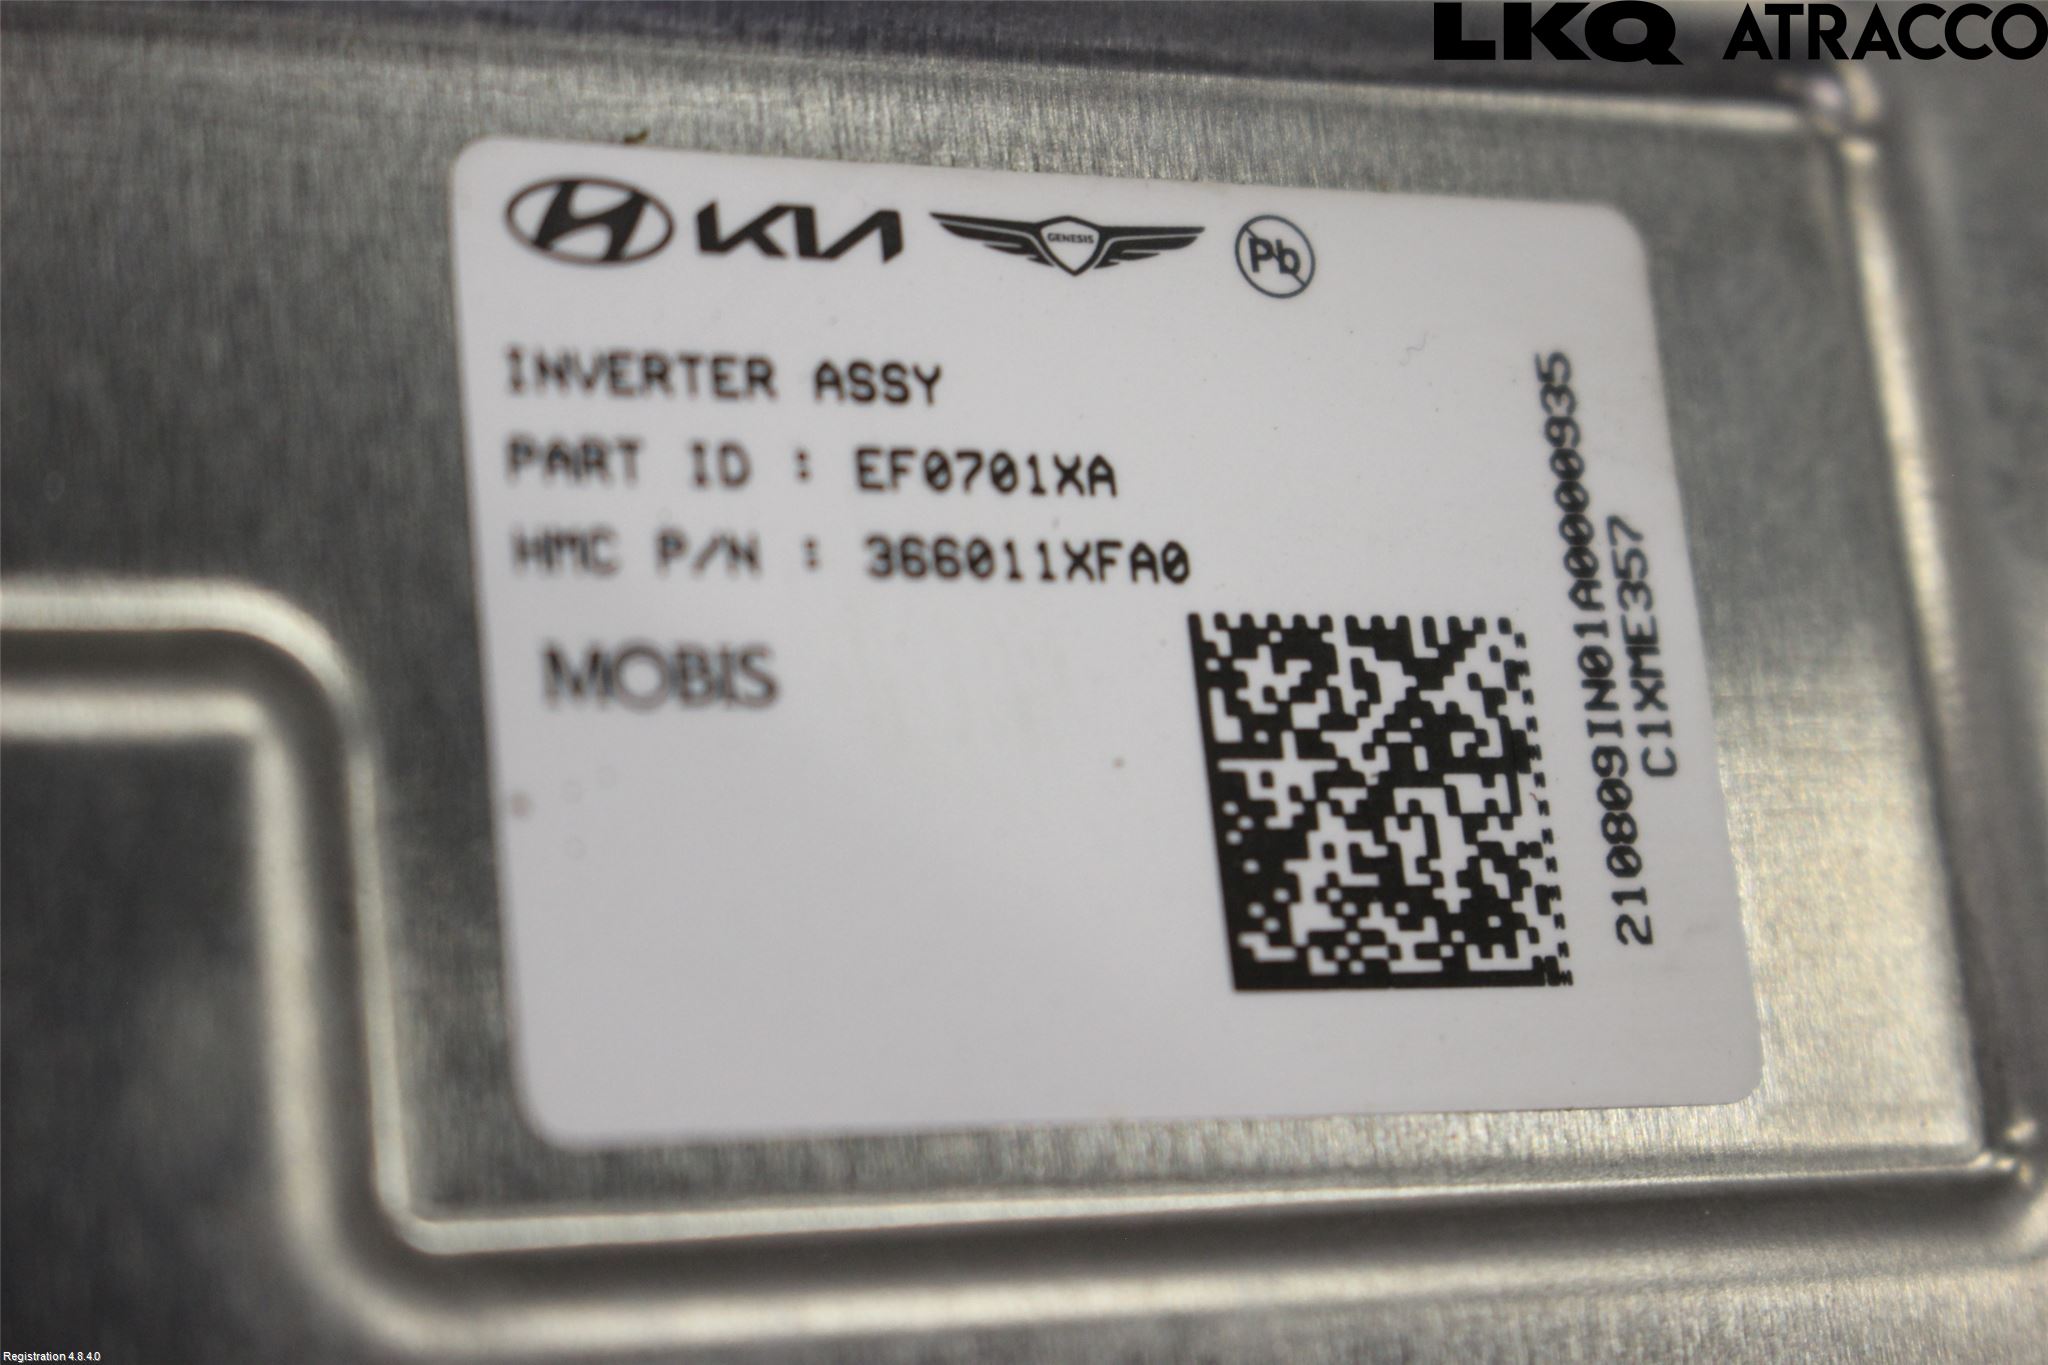 LKQ ATRACCO
KIA GENESIS Pb
INVERTER ASSY
PART ID : EF0701XA
HMC P/N : 366011XFA0
MOBIS
210809IN01A0000935
C1XME357
Registration 4.8.4.0